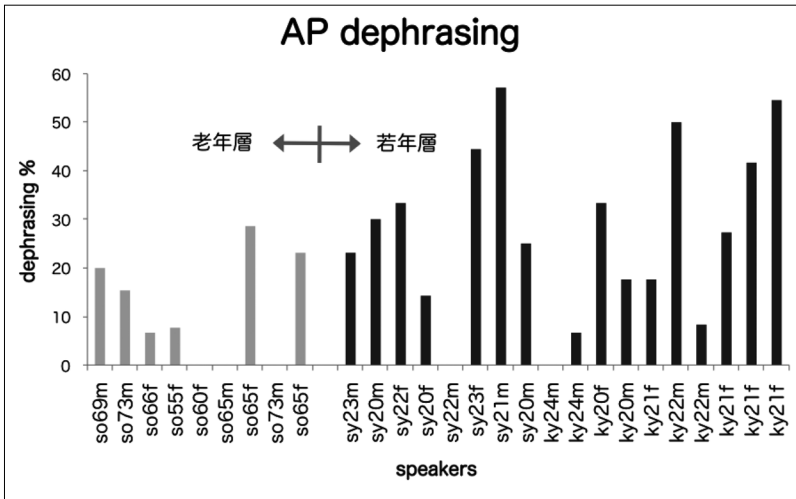 AP dephrasing
60
50
40
30
20
10
0
dephrasing %
老年層
若年層
so69m
so73m
so66f
so55f
so60f
so65m
so65f
so73m
so65f
sy23m
sy20m
sy22f
sy20f
sy22m
sy23f
sy21m
sy20m
ky24m
ky24m
ky20f
ky20m
ky21f
ky22m
ky22m
ky21f
ky21f
ky21f
speakers